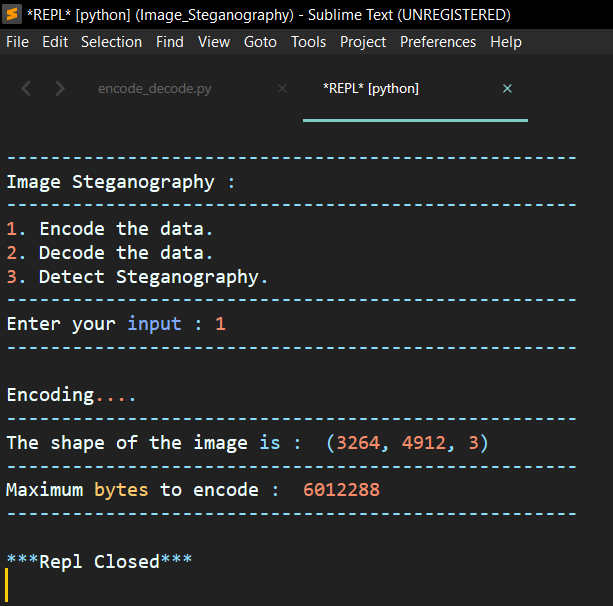 *REPL* [python] (Image_Steganography) - Sublime Text (UNREGISTERED)
File Edit Selection Find View Goto Tools Project Preferences Help
encode_decode.py × *REPL* [python] ×
----------------------------------------------------
Image Steganography :
----------------------------------------------------
1. Encode the data.
2. Decode the data.
3. Detect Steganography.
----------------------------------------------------
Enter your input : 1
----------------------------------------------------
Encoding....
----------------------------------------------------
The shape of the image is :  (3264, 4912, 3)
----------------------------------------------------
Maximum bytes to encode :  6012288
----------------------------------------------------
***Repl Closed***